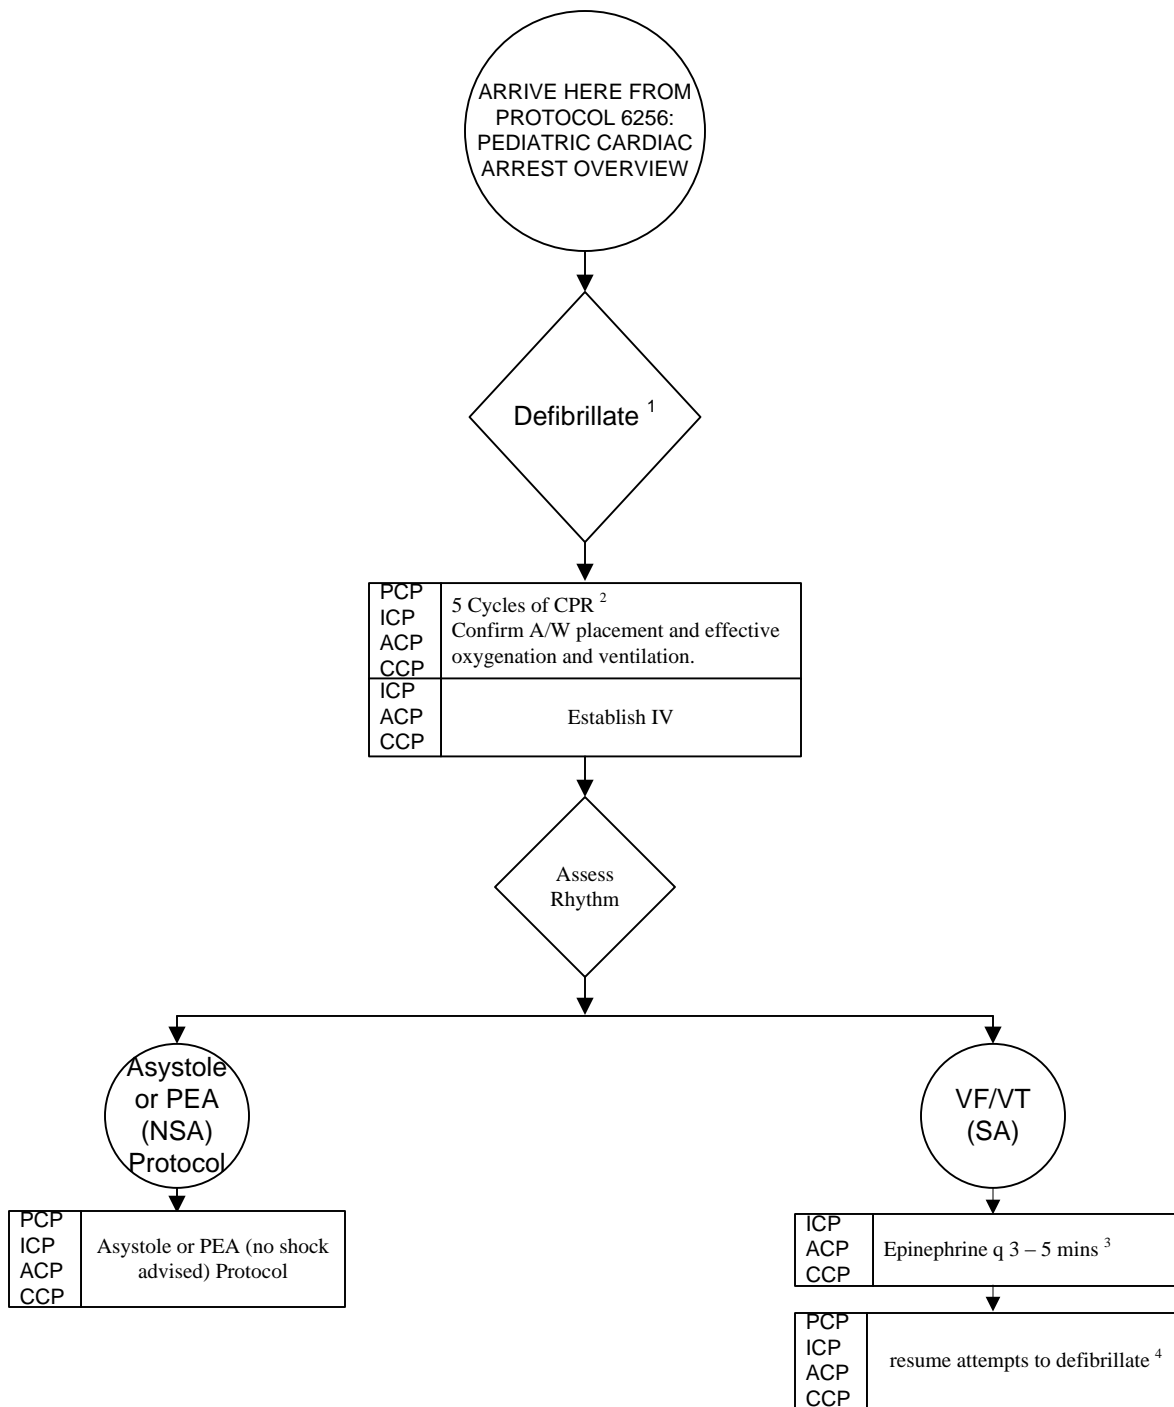 ARRIVE HERE FROM
PROTOCOL 6256:
PEDIATRIC CARDIAC
ARREST OVERVIEW
Defibrillate 1
PCP
ICP
ACP
CCP
5 Cycles of CPR 2
Confirm A/W placement and effective
oxygenation and ventilation.
ICP
ACP
CCP
Establish IV
Assess
Rhythm
Asystole
or PEA
(NSA)
Protocol
PCP
ICP
ACP
CCP
Asystole or PEA (no shock
advised) Protocol
VF/VT
(SA)
ICP
ACP
CCP
Epinephrine q 3 – 5 mins 3
PCP
ICP
ACP
CCP
resume attempts to defibrillate 4